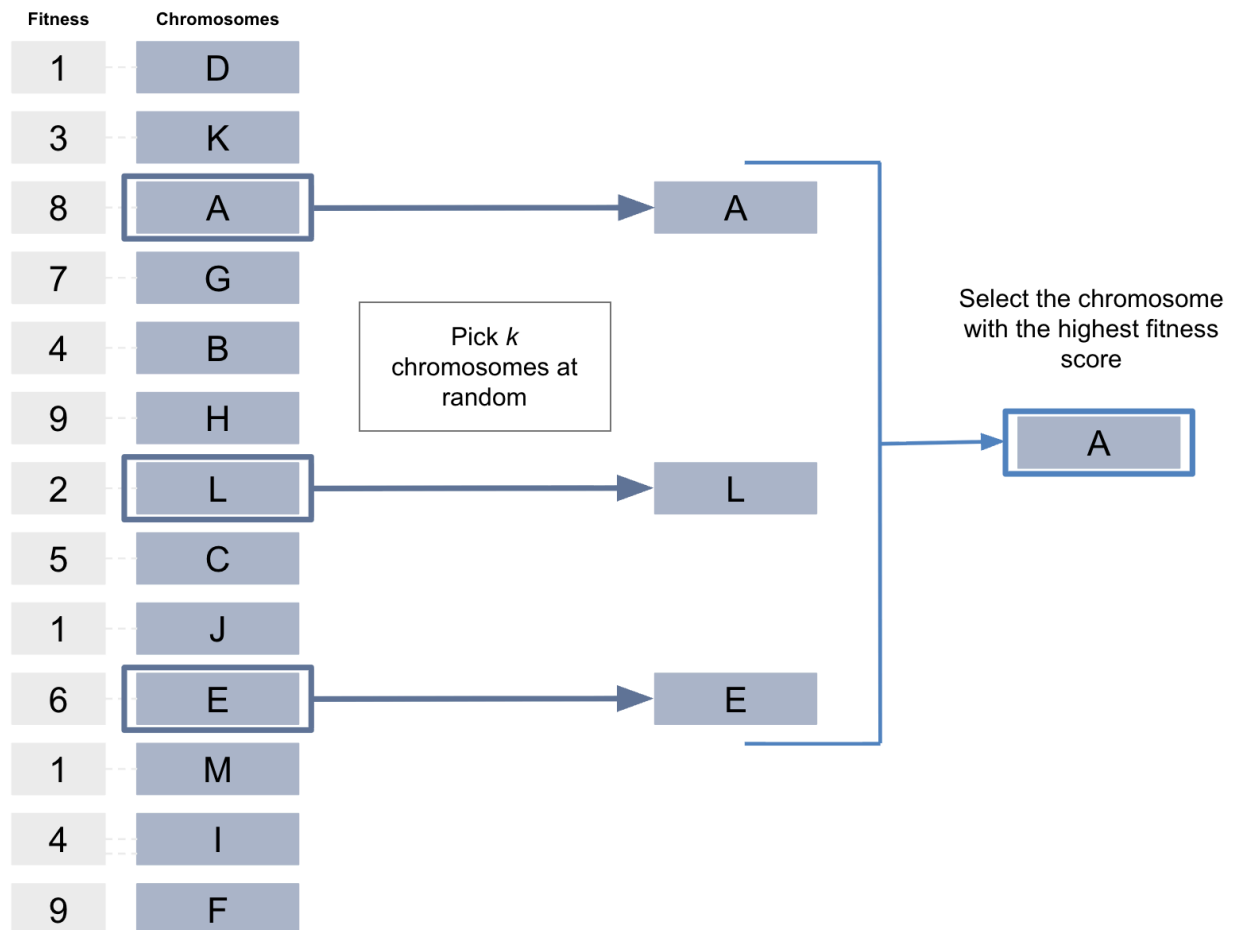 Fitness Chromosomes
1 D
3 K
8 A A
7 G
4 B
9 H
2 L L
5 C
1 J
6 E E
1 M
4 I
9 F
Pick k
chromosomes at
random
Select the chromosome
with the highest fitness
score
A